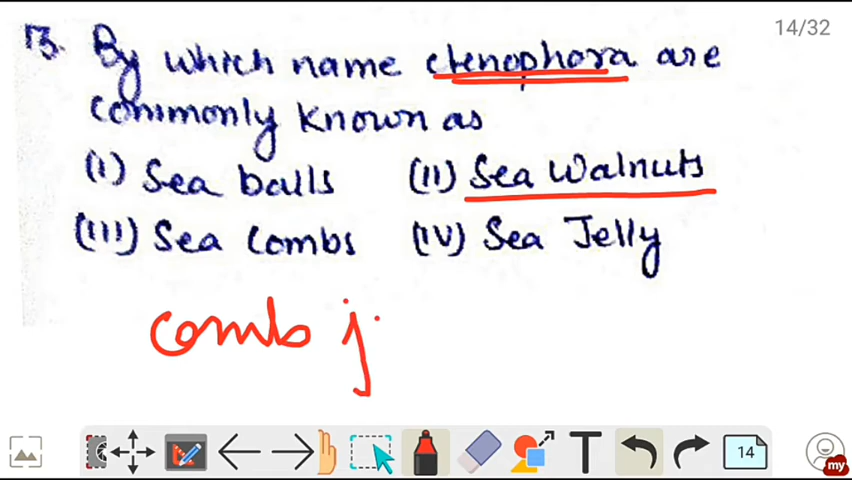 14/32
13. By which name ctenophora are
commonly known as
(I) Sea balls (II) Sea Walnuts
(III) Sea Combs (IV) Sea Jelly
comb j
T
14
my